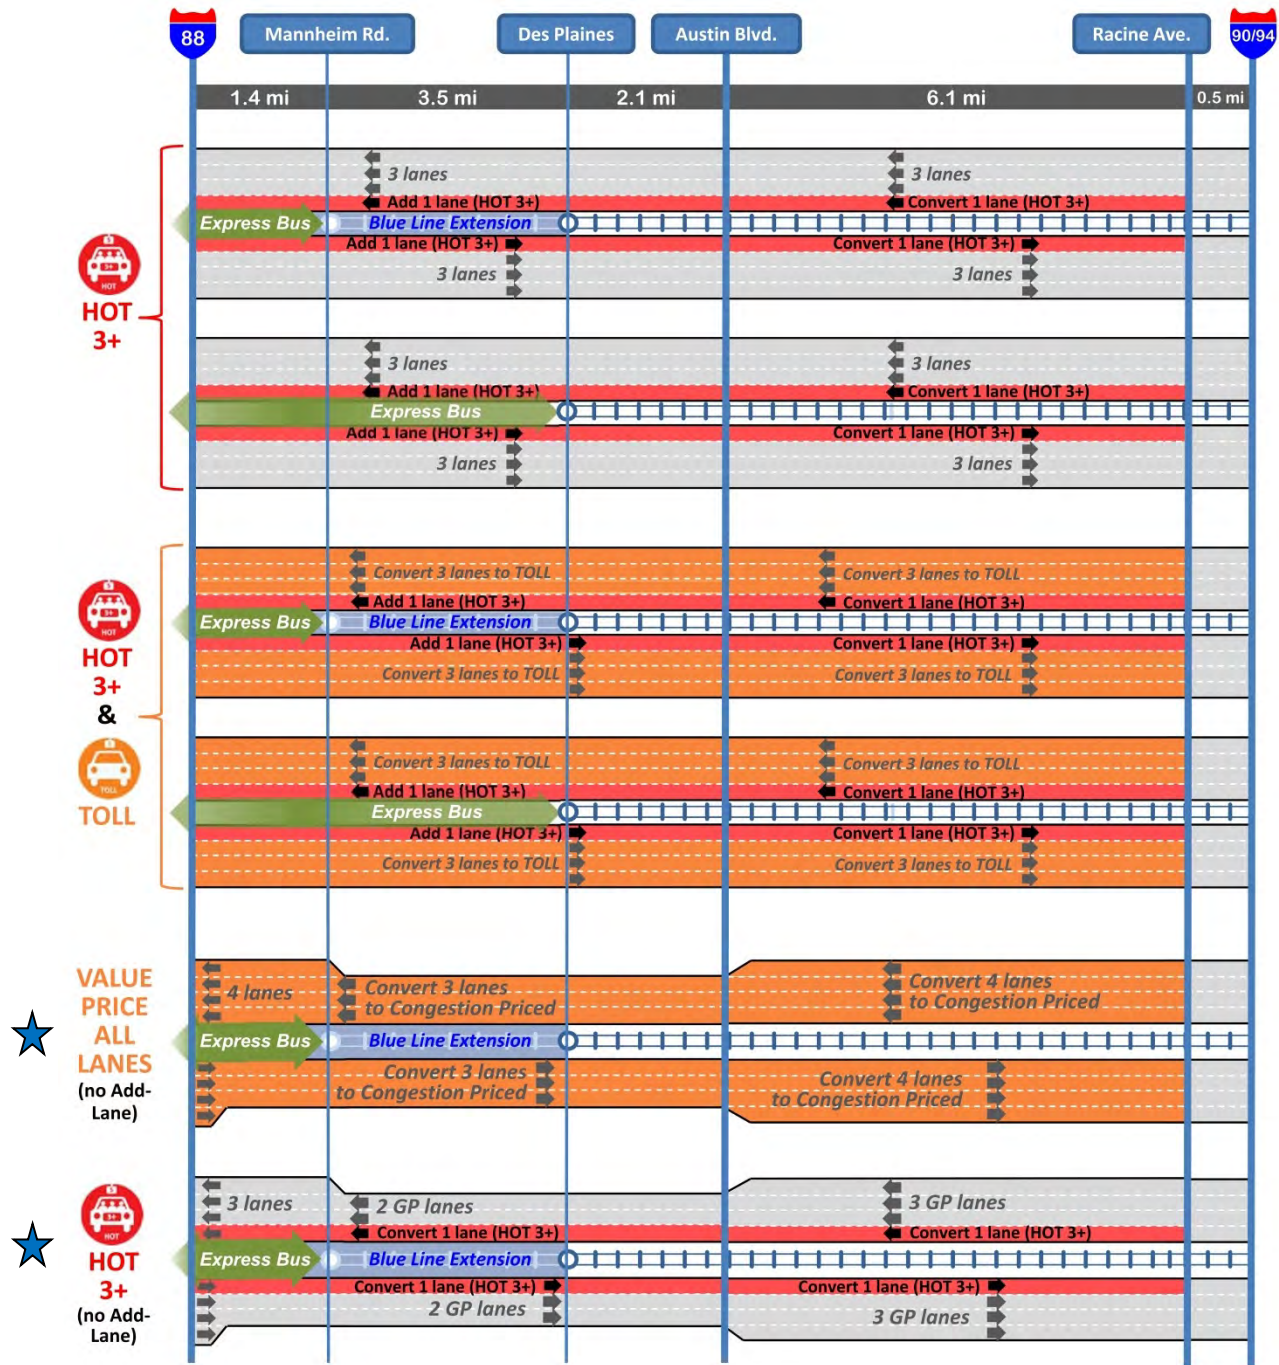 88
Mannheim Rd.
Des Plaines
Austin Blvd.
Racine Ave.
90/94
1.4 mi
3.5 mi
2.1 mi
6.1 mi
0.5 mi
3 lanes
3 lanes
Add 1 lane (HOT 3+)
Convert 1 lane (HOT 3+)
Express Bus
Blue Line Extension
Add 1 lane (HOT 3+)
Convert 1 lane (HOT 3+)
3 lanes
3 lanes
3+
HOT
HOT
3+
3 lanes
3 lanes
Add 1 lane (HOT 3+)
Convert 1 lane (HOT 3+)
Express Bus
Add 1 lane (HOT 3+)
Convert 1 lane (HOT 3+)
3 lanes
3 lanes
Convert 3 lanes to TOLL
Convert 3 lanes to TOLL
Add 1 lane (HOT 3+)
Convert 1 lane (HOT 3+)
Express Bus
Blue Line Extension
Add 1 lane (HOT 3+)
Convert 1 lane (HOT 3+)
Convert 3 lanes to TOLL
Convert 3 lanes to TOLL
3+
HOT
HOT
3+
&
TOLL
TOLL
Convert 3 lanes to TOLL
Convert 3 lanes to TOLL
Add 1 lane (HOT 3+)
Convert 1 lane (HOT 3+)
Express Bus
Add 1 lane (HOT 3+)
Convert 1 lane (HOT 3+)
Convert 3 lanes to TOLL
Convert 3 lanes to TOLL
VALUE
PRICE
ALL
LANES
(no Add-
Lane)
4 lanes
Convert 3 lanes
to Congestion Priced
Convert 4 lanes
to Congestion Priced
Express Bus
Blue Line Extension
Convert 3 lanes
to Congestion Priced
Convert 4 lanes
to Congestion Priced
3+
HOT
HOT
3+
(no Add-
Lane)
3 lanes
2 GP lanes
3 GP lanes
Convert 1 lane (HOT 3+)
Convert 1 lane (HOT 3+)
Express Bus
Blue Line Extension
Convert 1 lane (HOT 3+)
Convert 1 lane (HOT 3+)
2 GP lanes
3 GP lanes